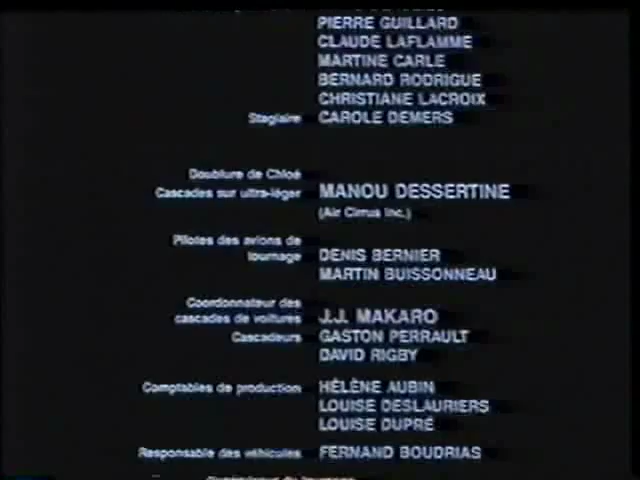 PIERRE GUILLARD
CLAUDE LAFLAMME
MARTINE CARLE
BERNARD RODRIGUE
CHRISTIANE LACROIX
Stagiaire CAROLE DEMERS
Doublure de Chloé
Cascades sur ultra-léger MANOU DESSERTINE
(Air Cirrus Inc.)
Pilotes des avions de
tournage DENIS BERNIER
MARTIN BUISSONNEAU
Coordonnateur des
cascades de voitures J.J. MAKARO
Cascadeurs GASTON PERRAULT
DAVID RIGBY
Comptables de production HÉLÈNE AUBIN
LOUISE DESLAURIERS
LOUISE DUPRÉ
Responsable des véhicules FERNAND BOUDRIAS